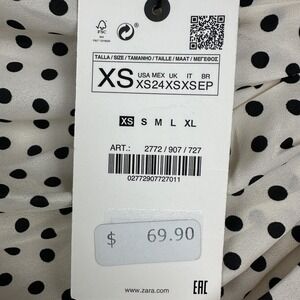 FSC
TALLA / SIZE / TAMANHO / TAILLE / MAAT / ΜΕΓΕΘΟΣ
XS
USA MEX UK IT BR
XS 24 XS XS EP
XS S M L XL
ART.: 2772 / 907 / 727
02772907727011
$ 69.90
www.zara.com
EAC